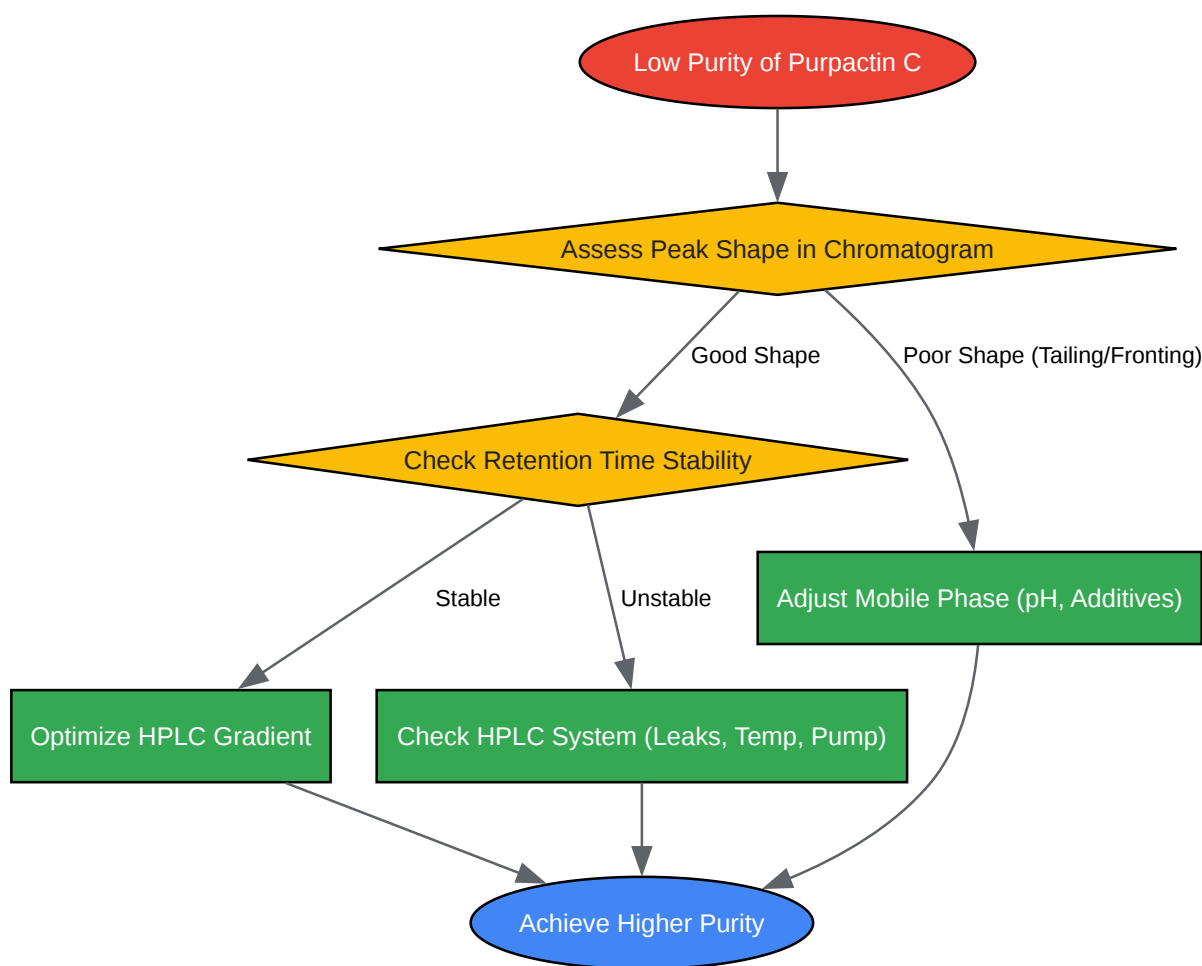 Low Purity of Purpactin C
Assess Peak Shape in Chromatogram
Good Shape
Poor Shape (Tailing/Fronting)
Check Retention Time Stability
Stable
Unstable
Adjust Mobile Phase (pH, Additives)
Optimize HPLC Gradient
Check HPLC System (Leaks, Temp, Pump)
Achieve Higher Purity